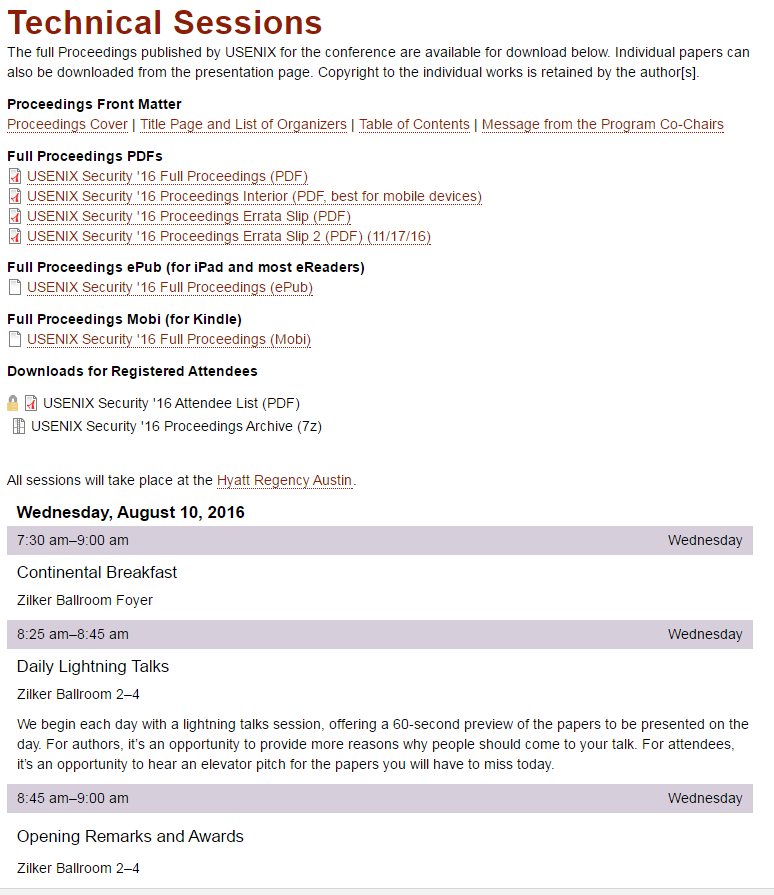 Technical Sessions
The full Proceedings published by USENIX for the conference are available for download below. Individual papers can
also be downloaded from the presentation page. Copyright to the individual works is retained by the author[s].
Proceedings Front Matter
Proceedings Cover | Title Page and List of Organizers | Table of Contents | Message from the Program Co-Chairs
Full Proceedings PDFs
USENIX Security '16 Full Proceedings (PDF)
USENIX Security '16 Proceedings Interior (PDF, best for mobile devices)
USENIX Security '16 Proceedings Errata Slip (PDF)
USENIX Security '16 Proceedings Errata Slip 2 (PDF) (11/17/16)
Full Proceedings ePub (for iPad and most eReaders)
USENIX Security '16 Full Proceedings (ePub)
Full Proceedings Mobi (for Kindle)
USENIX Security '16 Full Proceedings (Mobi)
Downloads for Registered Attendees
USENIX Security '16 Attendee List (PDF)
USENIX Security '16 Proceedings Archive (7z)
All sessions will take place at the Hyatt Regency Austin.
Wednesday, August 10, 2016
7:30 am–9:00 am Wednesday
Continental Breakfast
Zilker Ballroom Foyer
8:25 am–8:45 am Wednesday
Daily Lightning Talks
Zilker Ballroom 2–4
We begin each day with a lightning talks session, offering a 60-second preview of the papers to be presented on the
day. For authors, it’s an opportunity to provide more reasons why people should come to your talk. For attendees,
it’s an opportunity to hear an elevator pitch for the papers you will have to miss today.
8:45 am–9:00 am Wednesday
Opening Remarks and Awards
Zilker Ballroom 2–4